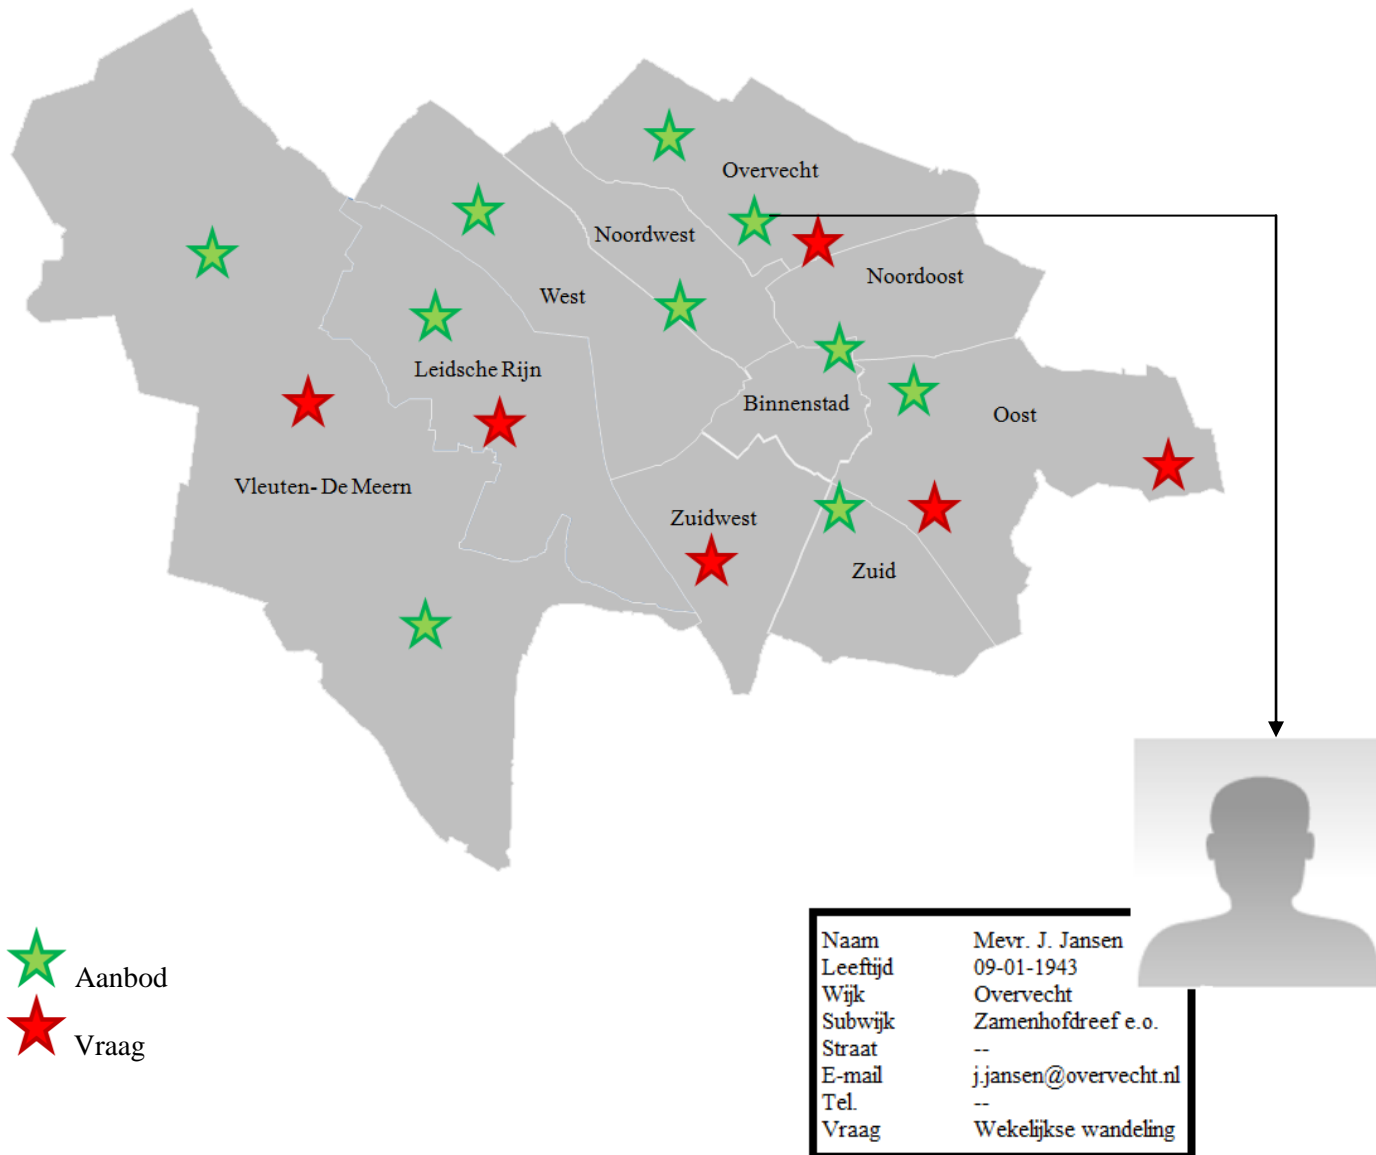 Overvecht
Noordwest
Noordoost
West
Leidsche Rijn
Binnenstad
Oost
Vleuten- De Meern
Zuidwest
Zuid
Aanbod
Vraag
Naam Mevr. J. Jansen
Leeftijd 09-01-1943
Wijk Overvecht
Subwijk Zamenhofdreef e.o.
Straat --
E-mail j.jansen@overvecht.nl
Tel. --
Vraag Wekelijkse wandeling